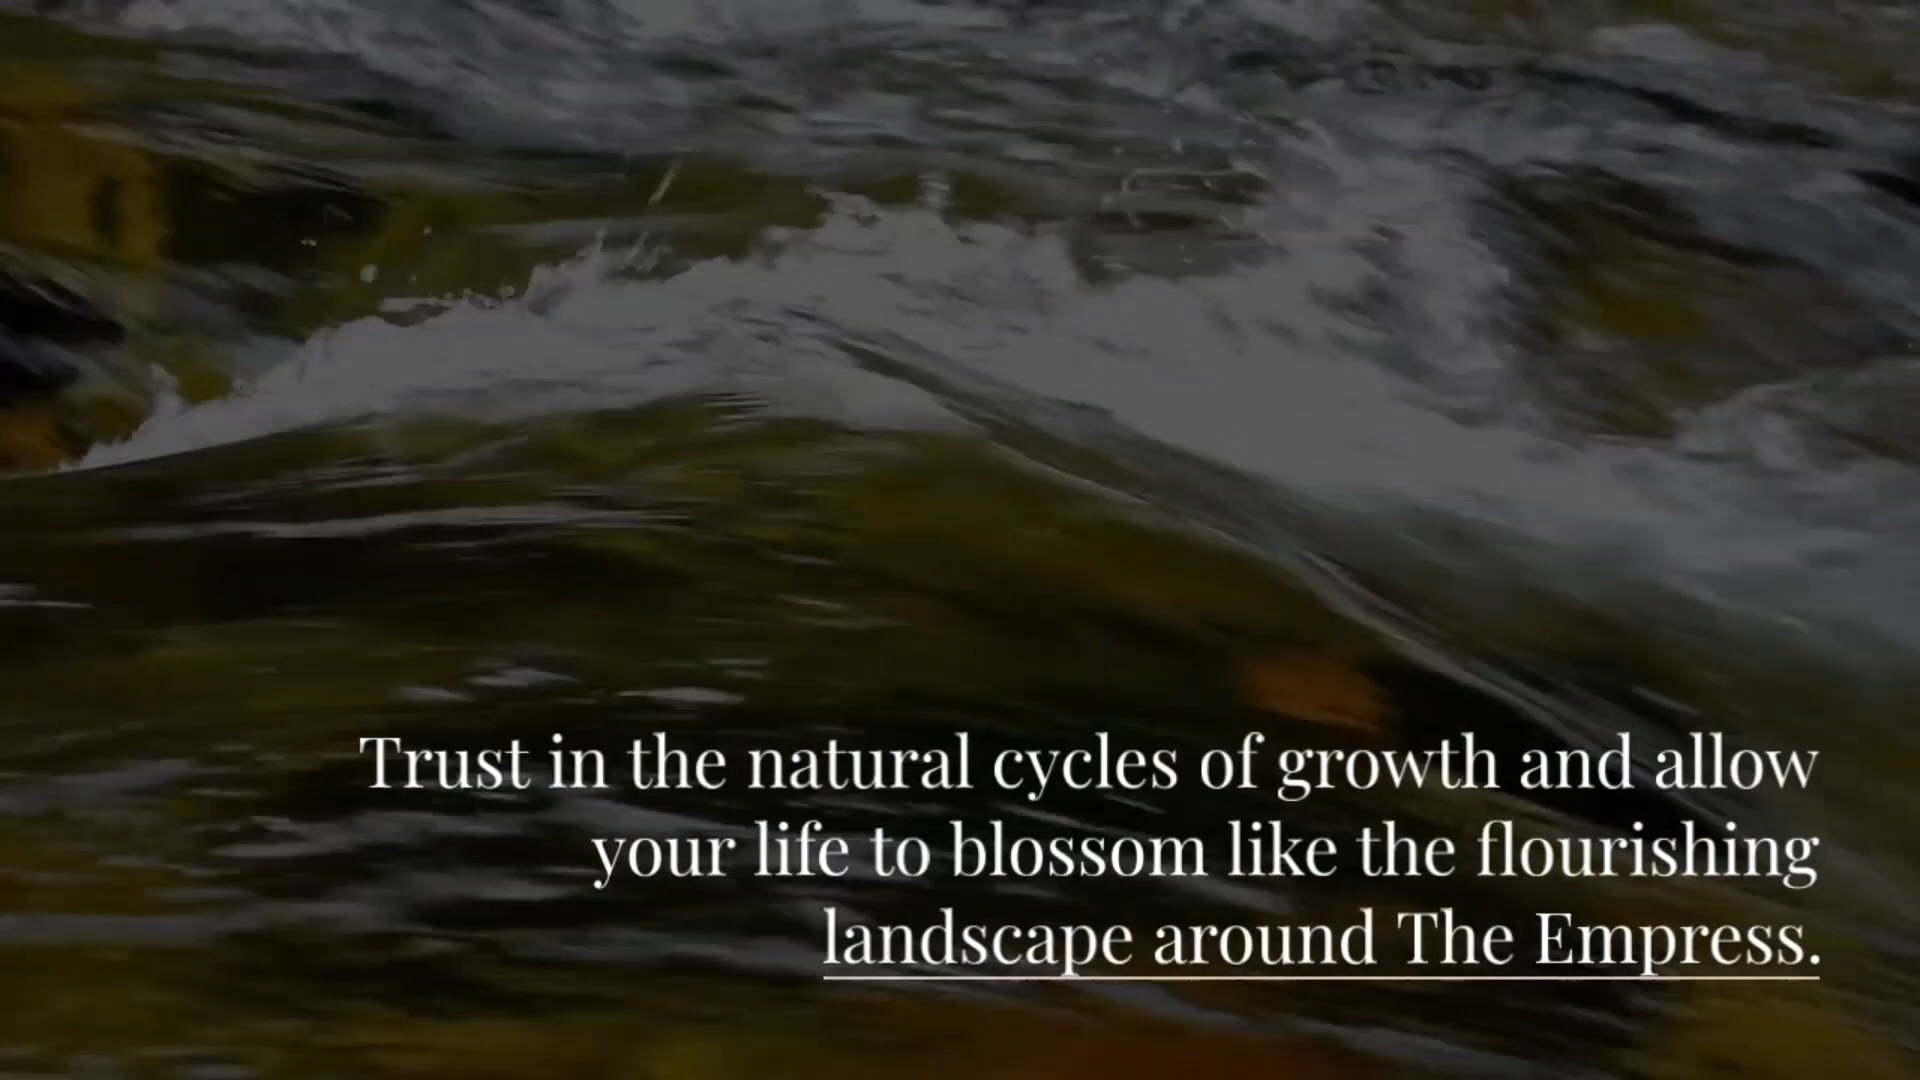 Trust in the natural cycles of growth and allow
your life to blossom like the flourishing
landscape around The Empress.